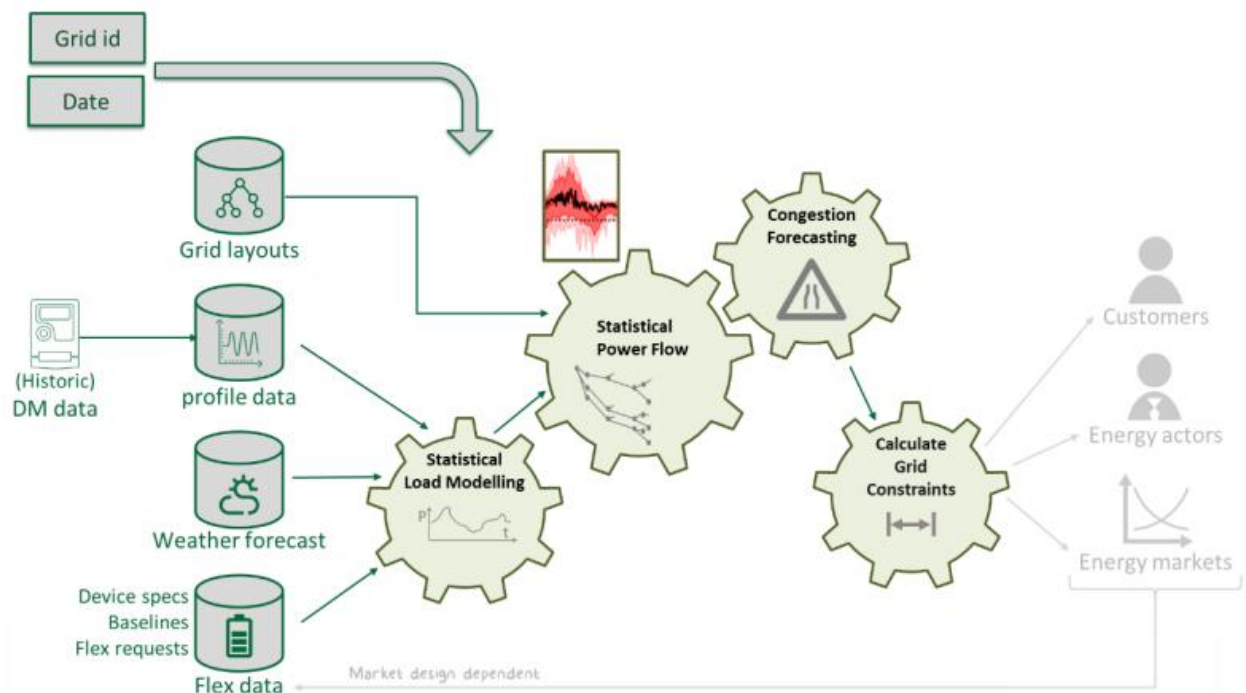 Grid id
Date
Grid layouts
(Historic)
DM data
profile data
Weather forecast
Device specs
Baselines
Flex requests
Flex data
Statistical
Load Modelling
P
t
Statistical
Power Flow
Congestion
Forecasting
Calculate
Grid
Constraints
Customers
Energy actors
Energy markets
Market design dependent